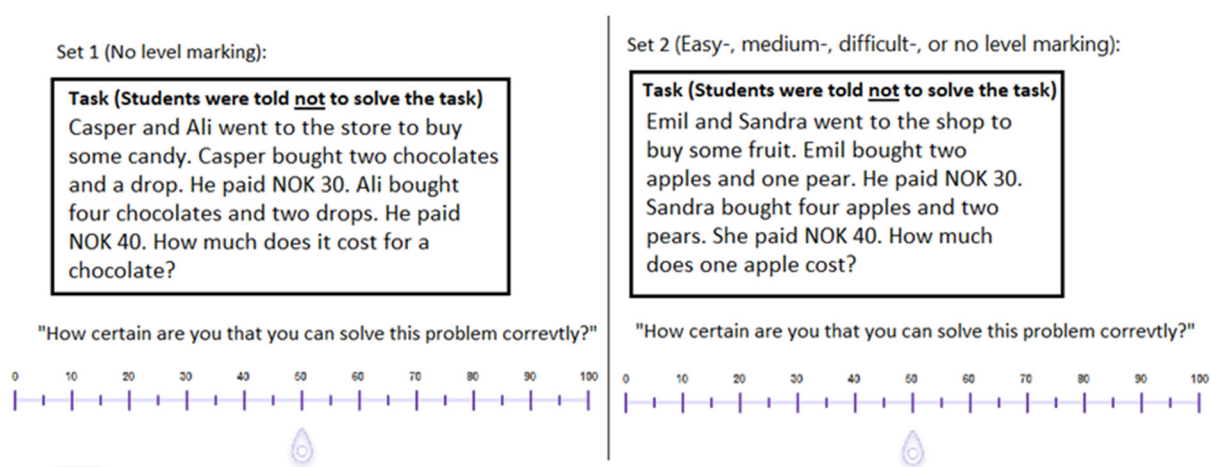 Set 1 (No level marking):
Task (Students were told not to solve the task)
Casper and Ali went to the store to buy
some candy. Casper bought two chocolates
and a drop. He paid NOK 30. Ali bought
four chocolates and two drops. He paid
NOK 40. How much does it cost for a
chocolate?
"How certain are you that you can solve this problem correvtly?"
0 10 20 30 40 50 60 70 80 90 100
Set 2 (Easy-, medium-, difficult-, or no level marking):
Task (Students were told not to solve the task)
Emil and Sandra went to the shop to
buy some fruit. Emil bought two
apples and one pear. He paid NOK 30.
Sandra bought four apples and two
pears. She paid NOK 40. How much
does one apple cost?
"How certain are you that you can solve this problem correvtly?"
0 10 20 30 40 50 60 70 80 90 100